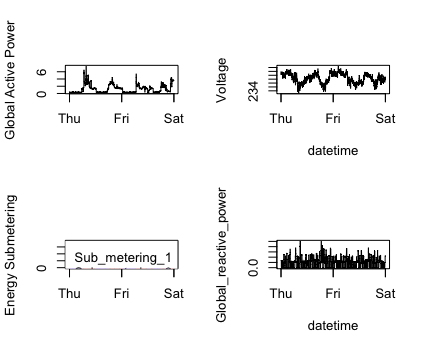 Global Active Power
6
0
Thu Fri Sat
Voltage
234
Thu Fri Sat
datetime
Energy Submetering
0
Sub_metering_1
Thu Fri Sat
Global_reactive_power
0.0
Thu Fri Sat
datetime